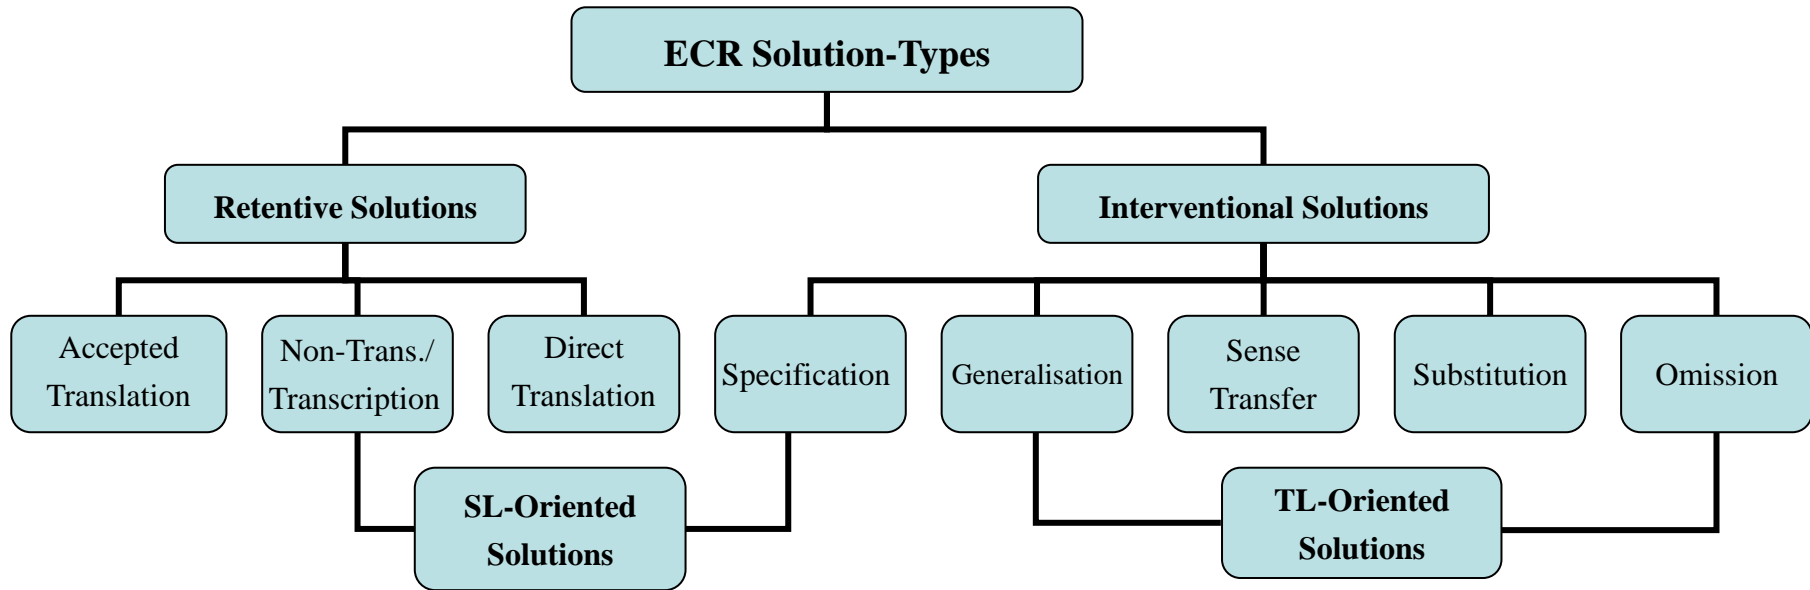 ECR Solution-Types
Retentive Solutions
Interventional Solutions
Accepted
Translation
Non-Trans./
Transcription
Direct
Translation
Specification
Generalisation
Sense
Transfer
Substitution
Omission
SL-Oriented
Solutions
TL-Oriented
Solutions